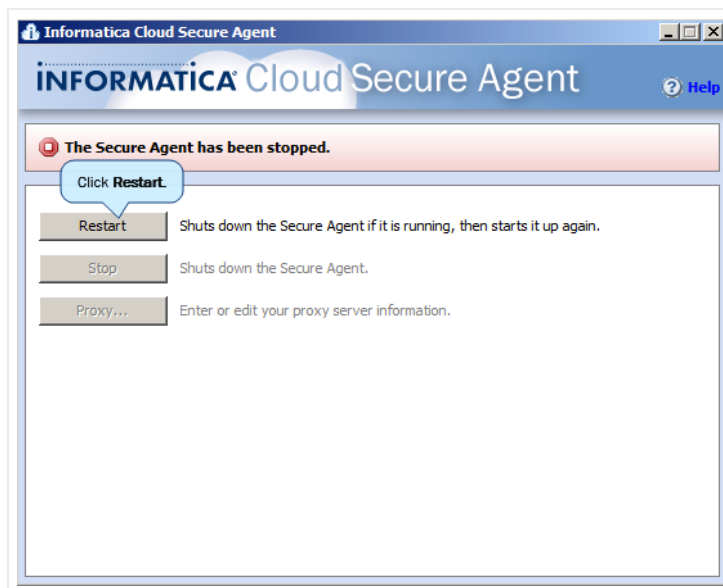 Informatica Cloud Secure Agent
INFORMATICA Cloud Secure Agent
Help
The Secure Agent has been stopped.
Click Restart.
Restart Shuts down the Secure Agent if it is running, then starts it up again.
Stop Shuts down the Secure Agent.
Proxy... Enter or edit your proxy server information.